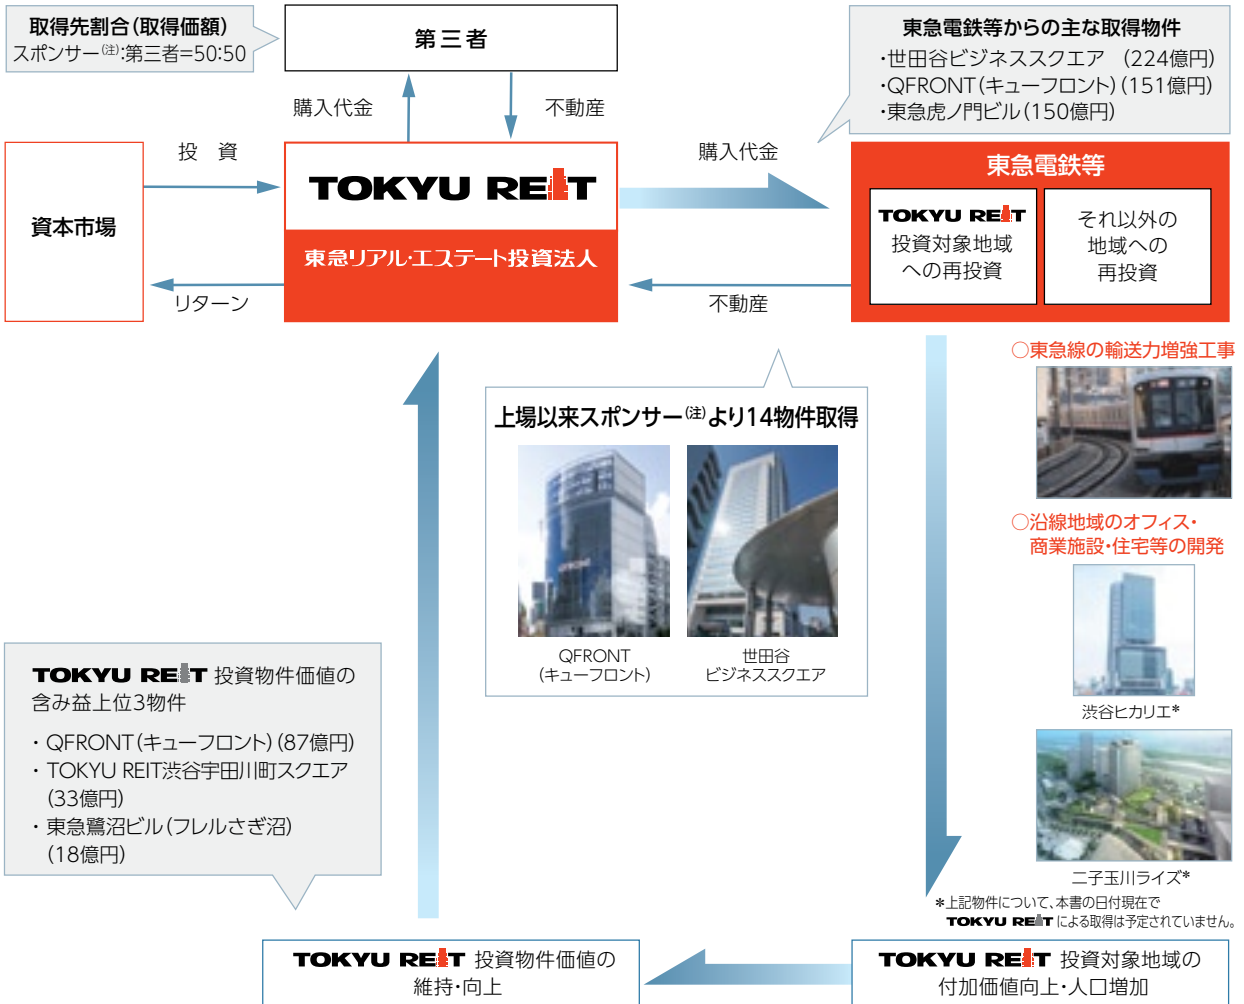 取得先割合(取得価額)
スポンサー(注):第三者=50:50
第三者
東急電鉄等からの主な取得物件
・世田谷ビジネススクエア (224億円)
・QFRONT(キューフロント)(151億円)
・東急虎ノ門ビル(150億円)
購入代金
不動産
投 資
購入代金
資本市場
TOKYU REIT
東急リアル・エステート投資法人
東急電鉄等
TOKYU REIT
投資対象地域
への再投資
それ以外の
地域への
再投資
リターン
不動産
○東急線の輸送力増強工事
上場以来スポンサー(注)より14物件取得
QFRONT
(キューフロント)
世田谷
ビジネススクエア
○沿線地域のオフィス・
商業施設・住宅等の開発
渋谷ヒカリエ*
二子玉川ライズ*
*上記物件について、本書の日付現在で
TOKYU REIT による取得は予定されていません。
TOKYU REIT 投資物件価値の
含み益上位3物件
・QFRONT(キューフロント)(87億円)
・TOKYU REIT渋谷宇田川町スクエア
(33億円)
・東急鷺沼ビル(フレルさぎ沼)
(18億円)
TOKYU REIT 投資物件価値の
維持・向上
TOKYU REIT 投資対象地域の
付加価値向上・人口増加